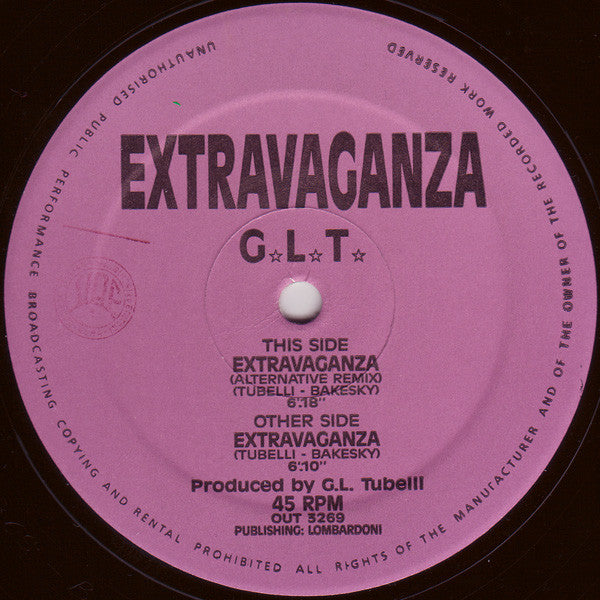 EXTRAVAGANZA
G.L.T.
THIS SIDE
EXTRAVAGANZA
(ALTERNATIVE REMIX)
(TUBELLI - BAKESKY)
6'.18"
OTHER SIDE
EXTRAVAGANZA
(TUBELLI - BAKESKY)
6'.10"
Produced by G.L. Tubelli
45 RPM
OUT 3269
PUBLISHING: LOMBARDONI
UNAUTHORISED PUBLIC PERFORMANCE BROADCASTING COPYING AND RENTAL PROHIBITED ALL RIGHTS OF THE MANUFACTURER AND OF THE OWNER OF THE RECORDED WORK RESERVED